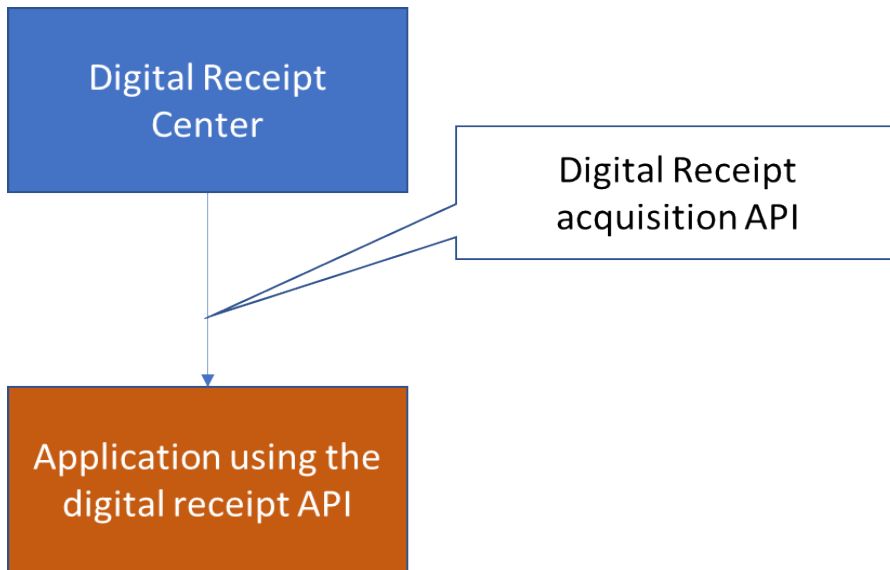 Digital Receipt
Center
Digital Receipt
acquisition API
Application using the
digital receipt API